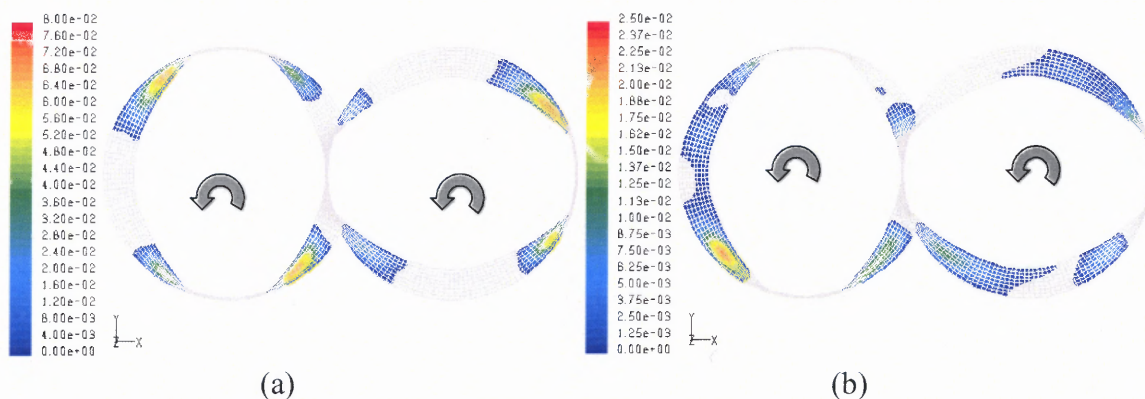 8.00e-02
7.60e-02
7.20e-02
6.80e-02
6.40e-02
6.00e-02
5.60e-02
5.20e-02
4.80e-02
4.40e-02
4.00e-02
3.60e-02
3.20e-02
2.80e-02
2.40e-02
2.00e-02
1.60e-02
1.20e-02
8.00e-03
4.00e-03
0.00e+00
Y
Z X
(a)
2.50e-02
2.37e-02
2.25e-02
2.13e-02
2.00e-02
1.88e-02
1.75e-02
1.62e-02
1.50e-02
1.37e-02
1.25e-02
1.13e-02
1.00e-02
8.75e-03
7.50e-03
6.25e-03
5.00e-03
3.75e-03
2.50e-03
1.25e-03
0.00e+00
Y
Z X
(b)